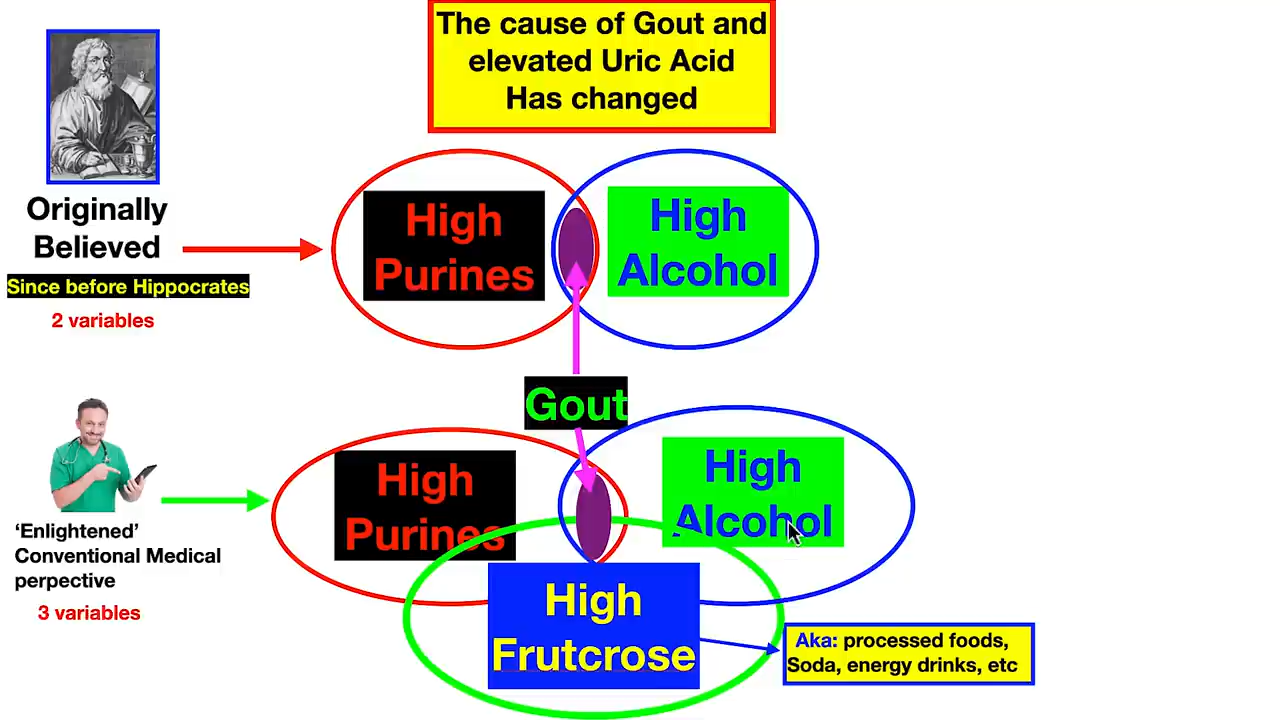 The cause of Gout and
elevated Uric Acid
Has changed
Originally
Believed
Since before Hippocrates
2 variables
High
Purines
High
Alcohol
Gout
‘Enlightened’
Conventional Medical
perpective
3 variables
High
Purines
High
Alcohol
High
Frutcrose
Aka: processed foods,
Soda, energy drinks, etc